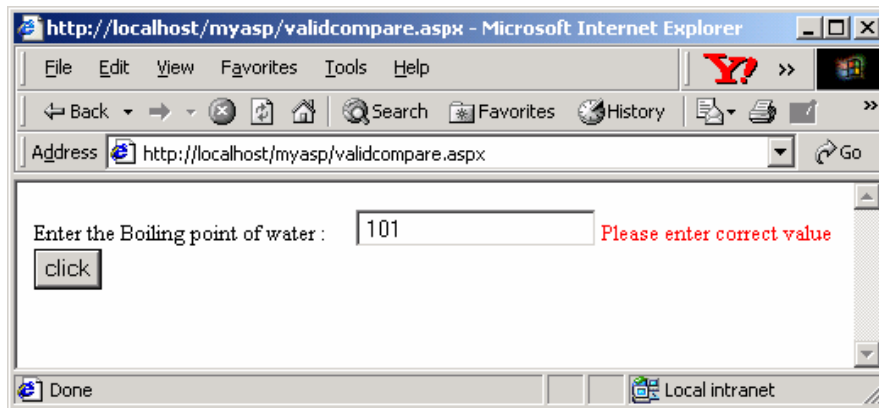 http://localhost/myasp/validcompare.aspx - Microsoft Internet Explorer
File Edit View Favorites Tools Help
Y! »
Back Search Favorites History »
Address http://localhost/myasp/validcompare.aspx Go
Enter the Boiling point of water : 101 Please enter correct value
click
Done Local intranet